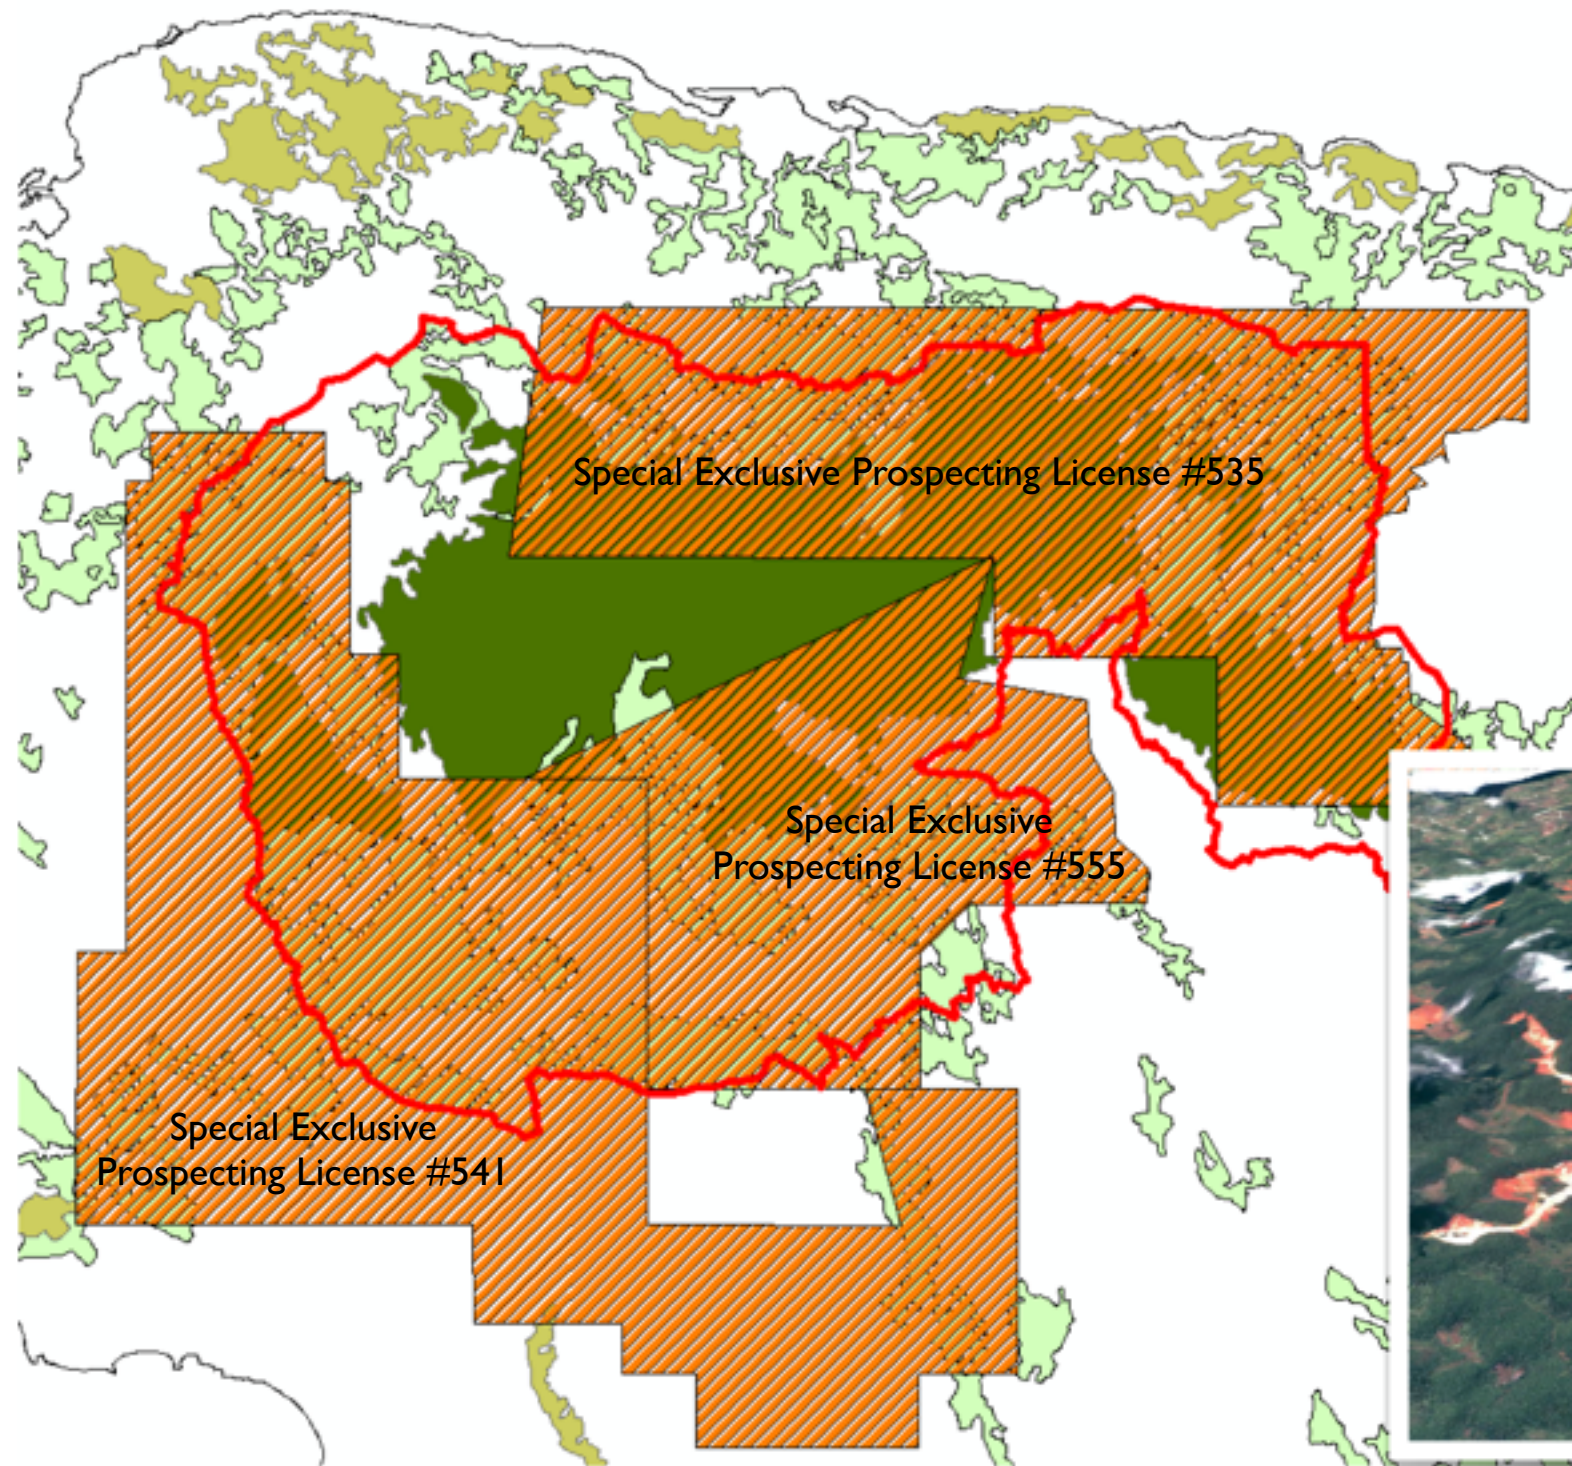 Special Exclusive Prospecting License #535
Special Exclusive
Prospecting License #555
Special Exclusive
Prospecting License #541